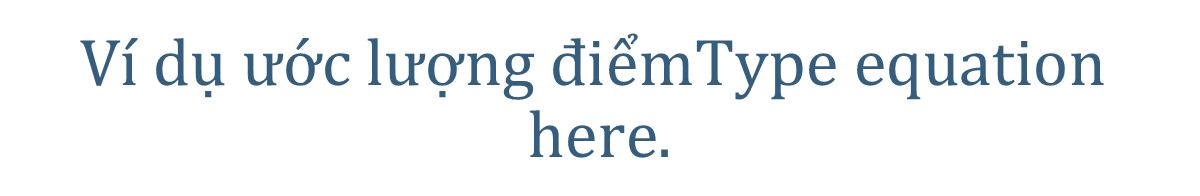 Ví dụ ước lượng điểmType equation
here.